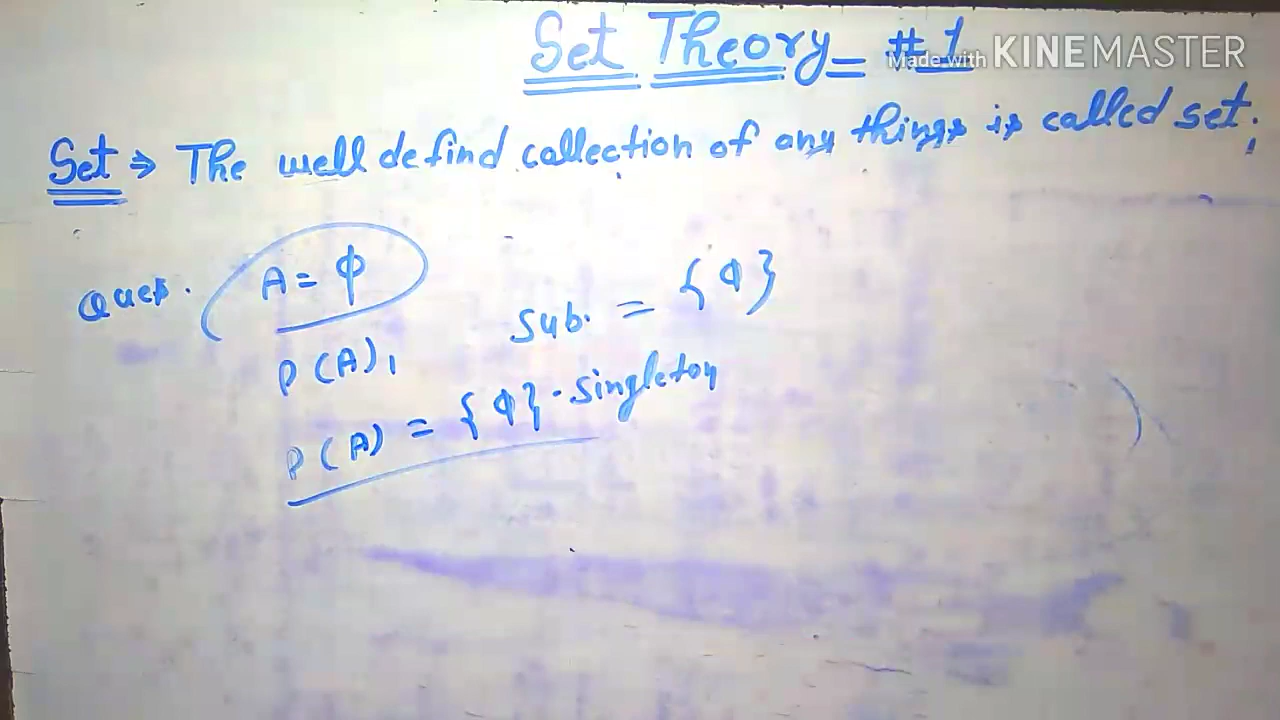 Set Theory = #1
Made with KINEMASTER
Set ⇒ The well defind collection of any things is called set.
Ques. A = φ
P(A),
sub. = {φ}
P(A) = {φ} . singleton